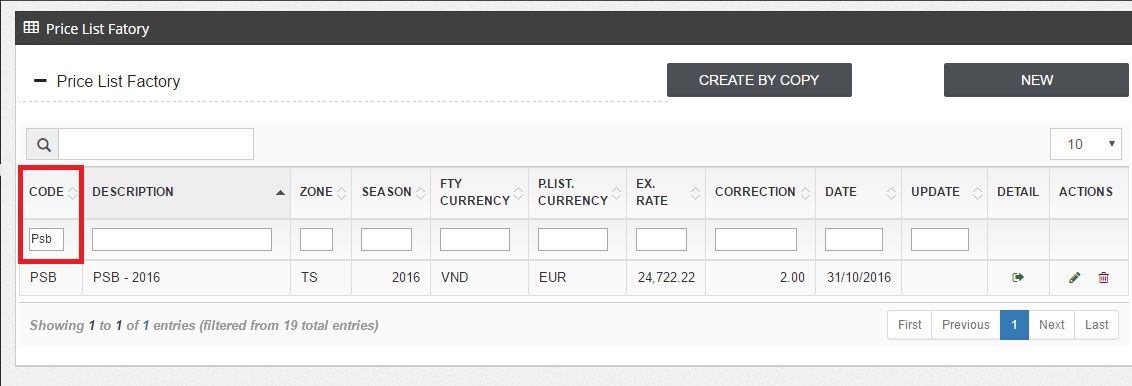 Price List Fatory
Price List Factory
CREATE BY COPY
NEW
10
CODE DESCRIPTION ZONE SEASON FTY CURRENCY P.LIST. CURRENCY EX. RATE CORRECTION DATE UPDATE DETAIL ACTIONS
Psb
PSB PSB - 2016 TS 2016 VND EUR 24,722.22 2.00 31/10/2016
Showing 1 to 1 of 1 entries (filtered from 19 total entries)
First Previous 1 Next Last